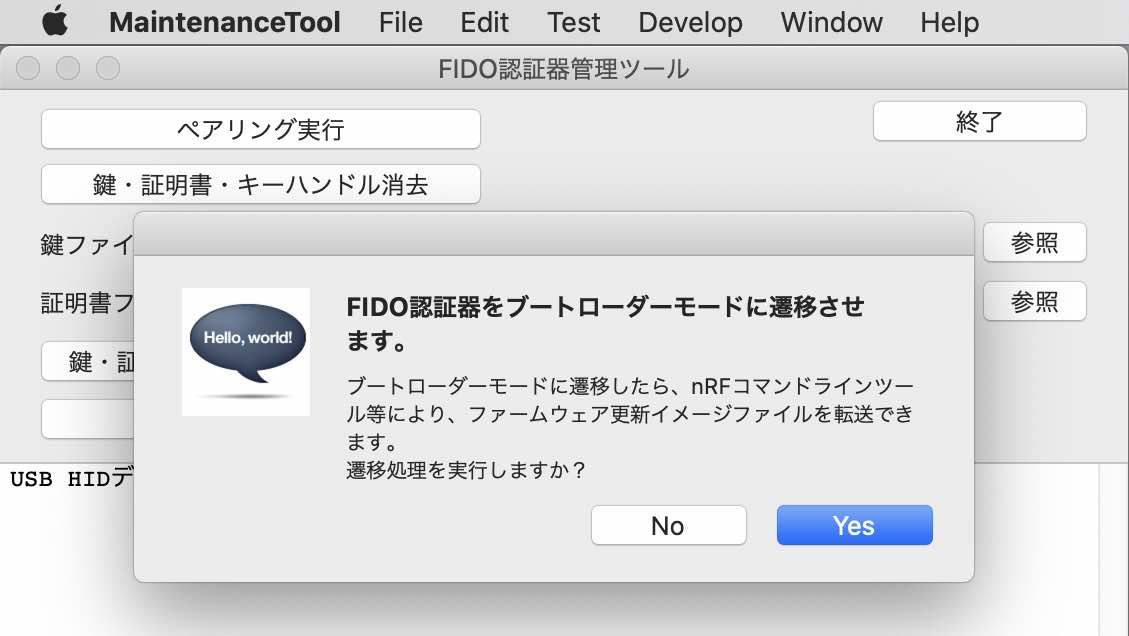 MaintenanceTool File Edit Test Develop Window Help
FIDO認証器管理ツール
ペアリング実行
終了
鍵・証明書・キーハンドル消去
鍵ファイ
参照
証明書フ
参照
鍵・証
Hello, world!
FIDO認証器をブートローダーモードに遷移させ
ます。
ブートローダーモードに遷移したら、nRFコマンドラインツー
ル等により、ファームウェア更新イメージファイルを転送でき
ます。
遷移処理を実行しますか？
No
Yes
USB HIDデ